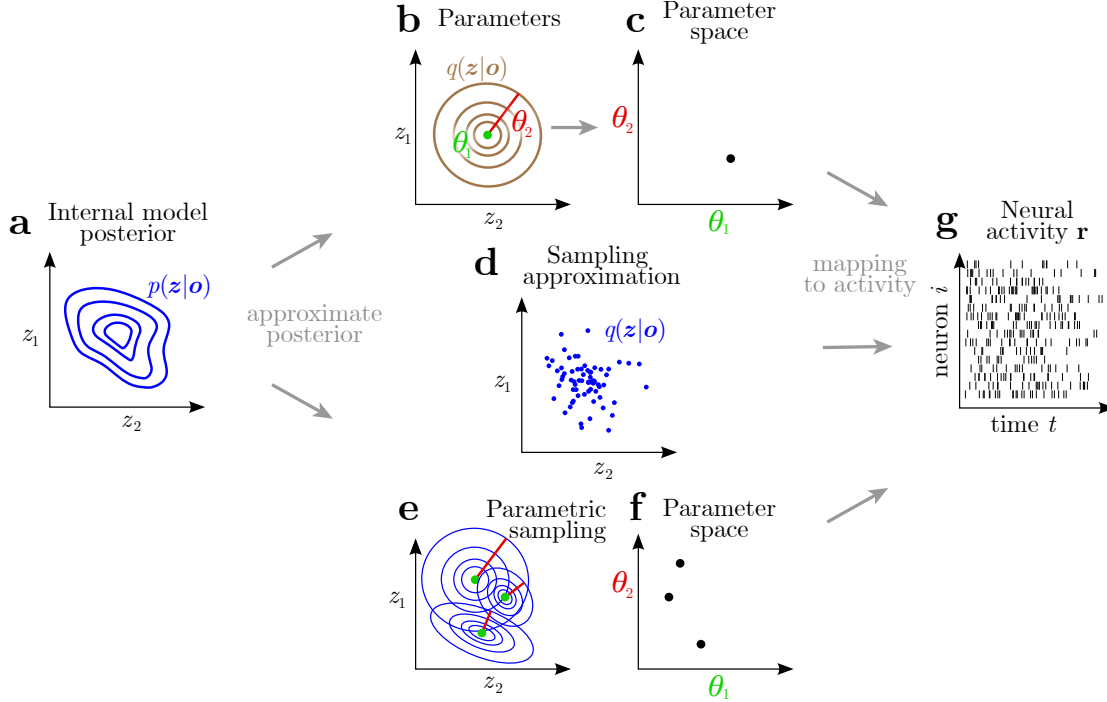 a
Internal model
posterior
p(z|o)
z₁
z₂
approximate
posterior
b
Parameters
q(z|o)
θ₁
θ₂
z₁
z₂
c
Parameter
space
θ₂
θ₁
d
Sampling
approximation
q(z|o)
z₁
z₂
e
Parametric
sampling
z₁
z₂
f
Parameter
space
θ₂
θ₁
mapping
to activity
g
Neural
activity r
neuron i
time t